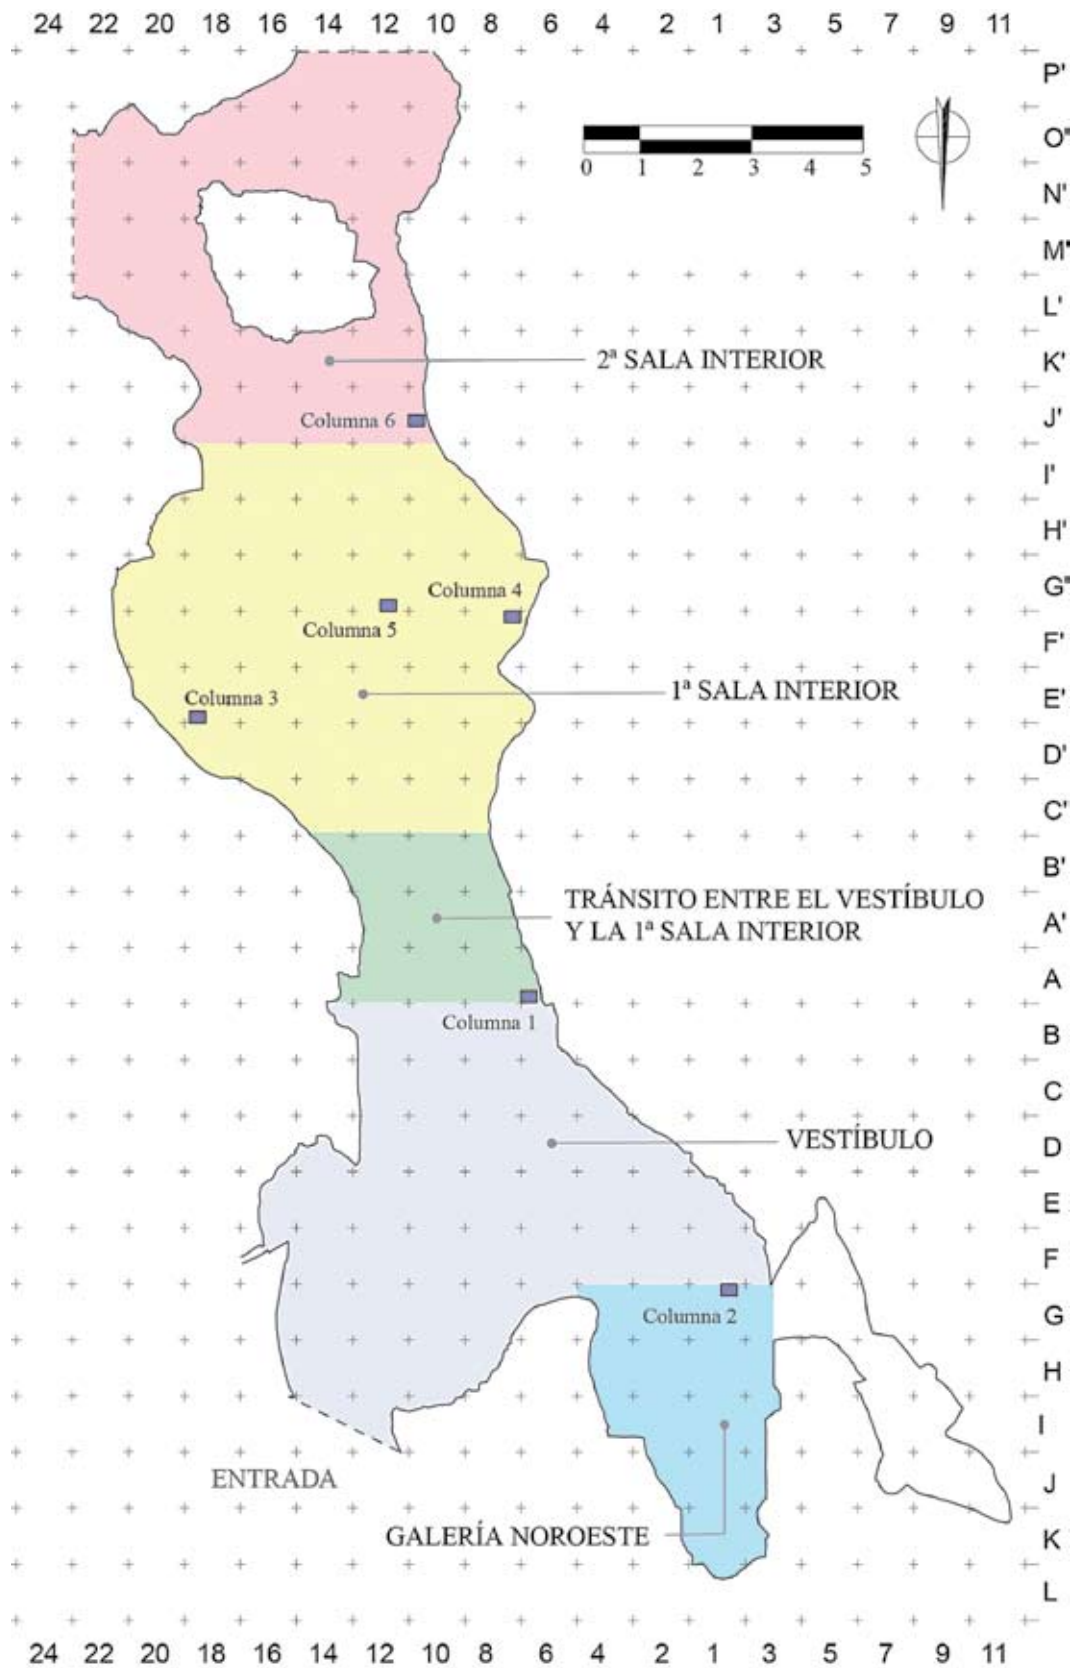 24 22 20 18 16 14 12 10 8 6 4 2 1 3 5 7 9 11
P'
O"
N'
M'
L'
K'
J'
I'
H'
G"
F'
E'
D'
C'
B'
A'
A
B
C
D
E
F
G
H
I
J
K
L
0 1 2 3 4 5
2ª SALA INTERIOR
Columna 6
Columna 4
Columna 5
1ª SALA INTERIOR
Columna 3
TRÁNSITO ENTRE EL VESTÍBULO
Y LA 1ª SALA INTERIOR
Columna 1
VESTÍBULO
Columna 2
ENTRADA
GALERÍA NOROESTE
24 22 20 18 16 14 12 10 8 6 4 2 1 3 5 7 9 11